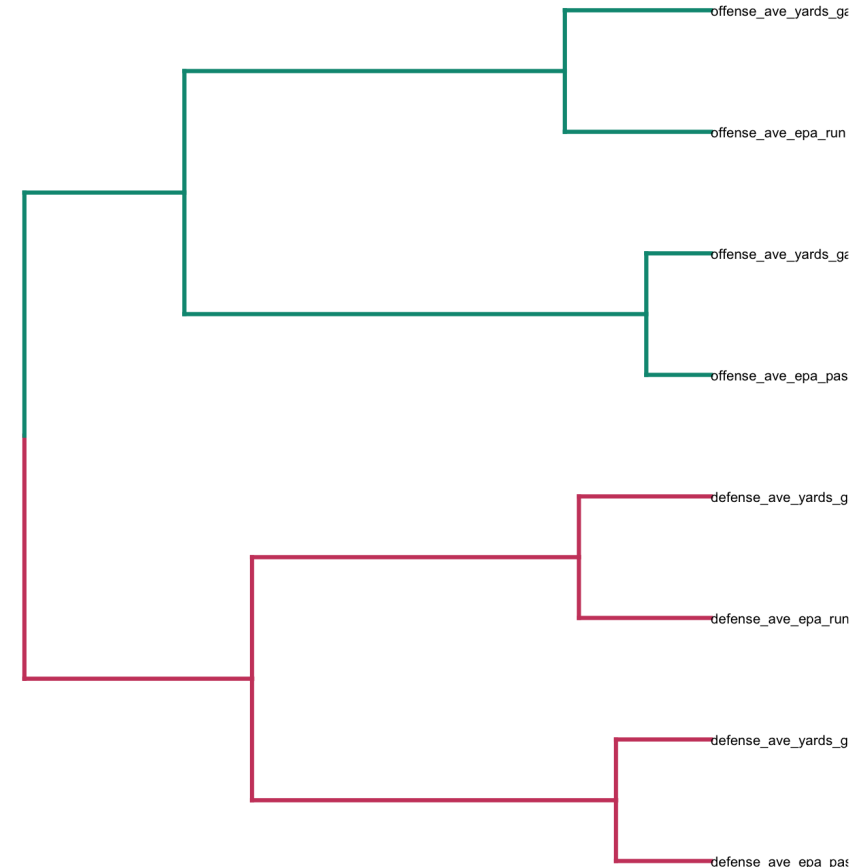 offense_ave_yards_ga
offense_ave_epa_run
offense_ave_yards_ga
offense_ave_epa_pas
defense_ave_yards_g
defense_ave_epa_run
defense_ave_yards_g
defense_ave_epa_pas